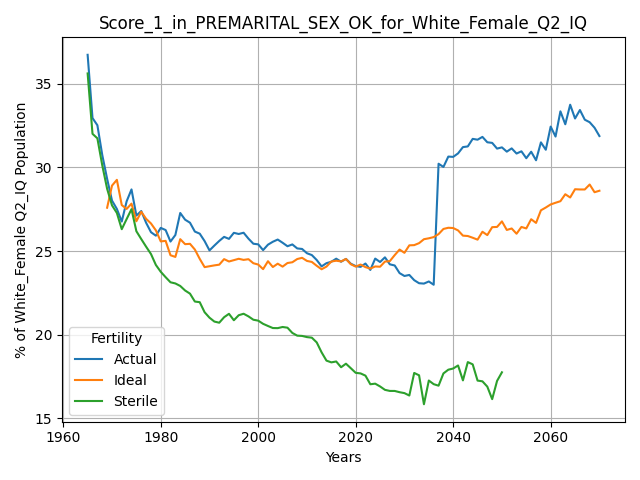 Score_1_in_PREMARITAL_SEX_OK_for_White_Female_Q2_IQ
% of White_Female Q2_IQ Population
35
30
25
20
15
Fertility
Actual
Ideal
Sterile
1960
1980
2000
2020
2040
2060
Years